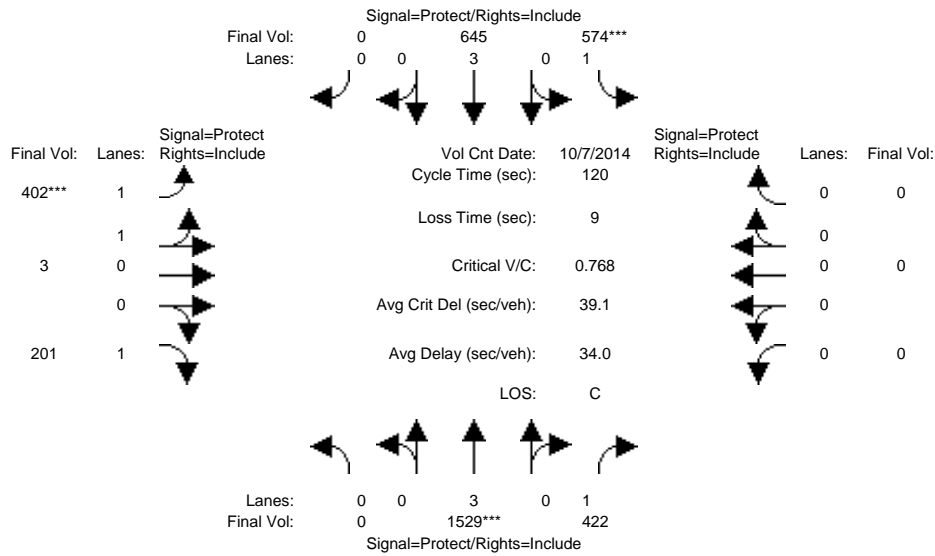 Signal=Protect/Rights=Include
Final Vol: 0 645 574***
Lanes: 0 0 3 0 1
Signal=Protect Signal=Protect
Final Vol: Lanes: Rights=Include Vol Cnt Date: 10/7/2014 Rights=Include Lanes: Final Vol:
Cycle Time (sec): 120
402*** 1 0 0
Loss Time (sec): 9
1 0
3 0 Critical V/C: 0.768 0 0
0 Avg Crit Del (sec/veh): 39.1 0
201 1 Avg Delay (sec/veh): 34.0 0 0
LOS: C
Lanes: 0 0 3 0 1
Final Vol: 0 1529*** 422
Signal=Protect/Rights=Include